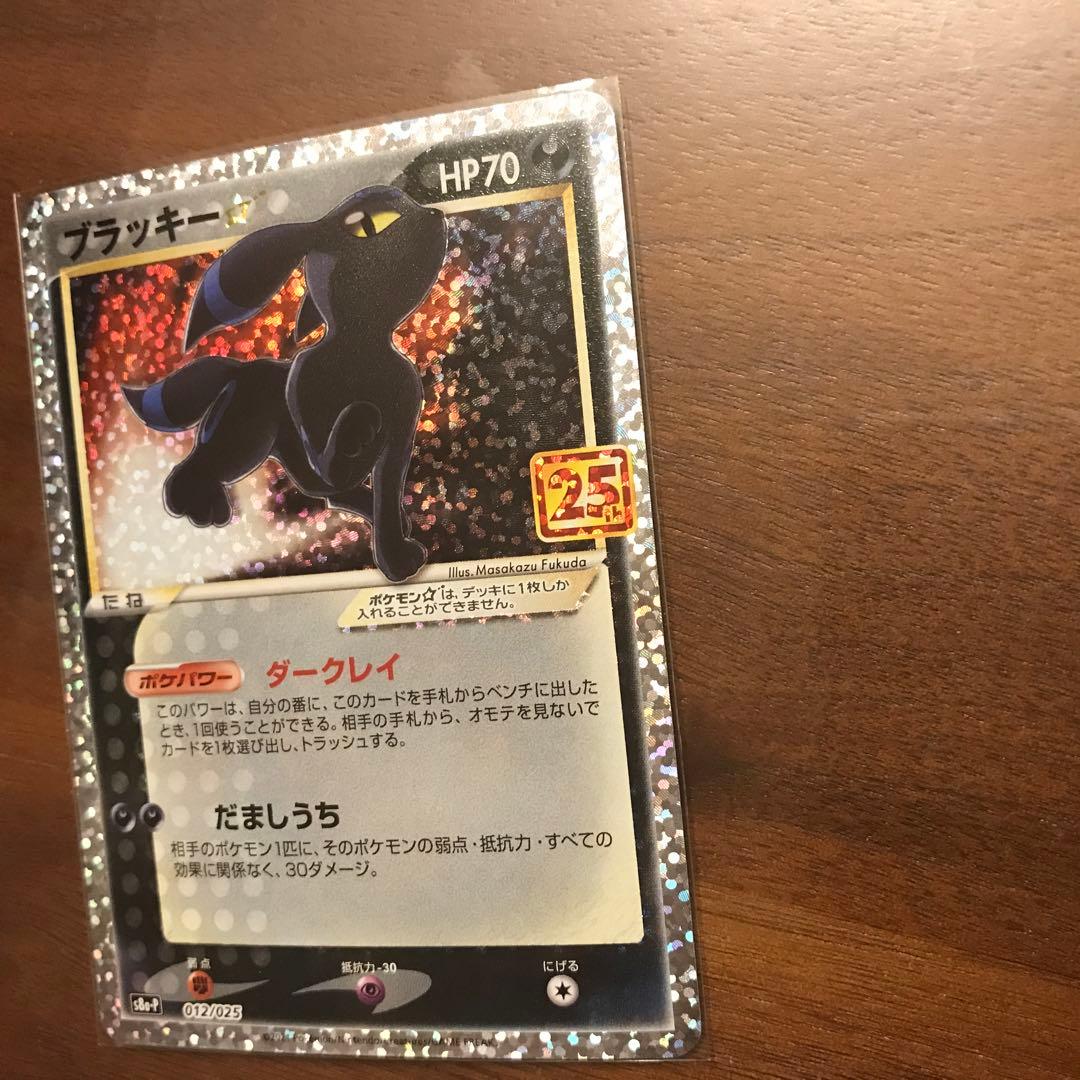 ブラッキー☆
HP70
25th
Illus. Masakazu Fukuda
たね
ポケモン☆は、デッキに1枚しか
入れることができません。
ポケパワー ダークレイ
このパワーは、自分の番に、このカードを手札からベンチに出した
とき、1回使うことができる。相手の手札から、オモテを見ないで
カードを1枚選び出し、トラッシュする。
だましうち
相手のポケモン1匹に、そのポケモンの弱点・抵抗力・すべての
効果に関係なく、30ダメージ。
弱点 抵抗力 -30 にげる
s8a-P 012/025
Pokémon/Nintendo/Creatures/GAME FREAK